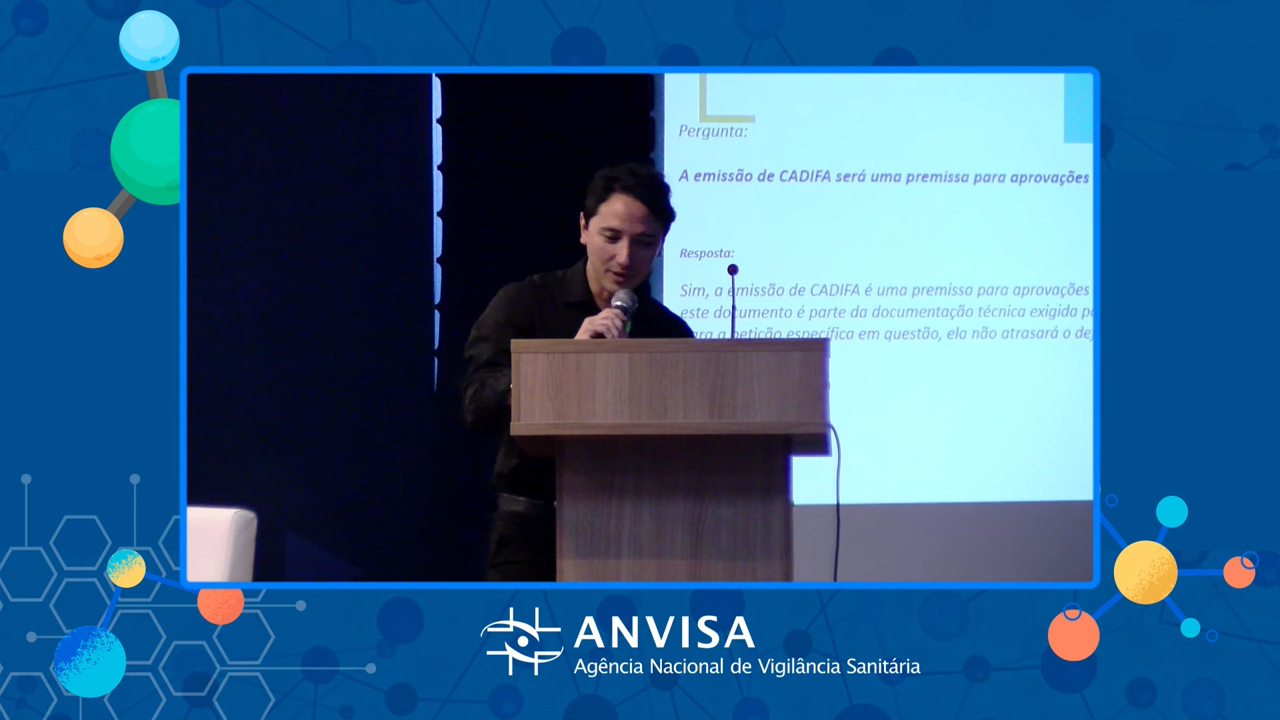 Pergunta:
A emissão de CADIFA será uma premissa para aprovações
Resposta:
Sim, a emissão de CADIFA é uma premissa para aprovações
este documento é parte da documentação técnica exigida
para a petição específica em questão, ela não atrasará o
ANVISA
Agência Nacional de Vigilância Sanitária